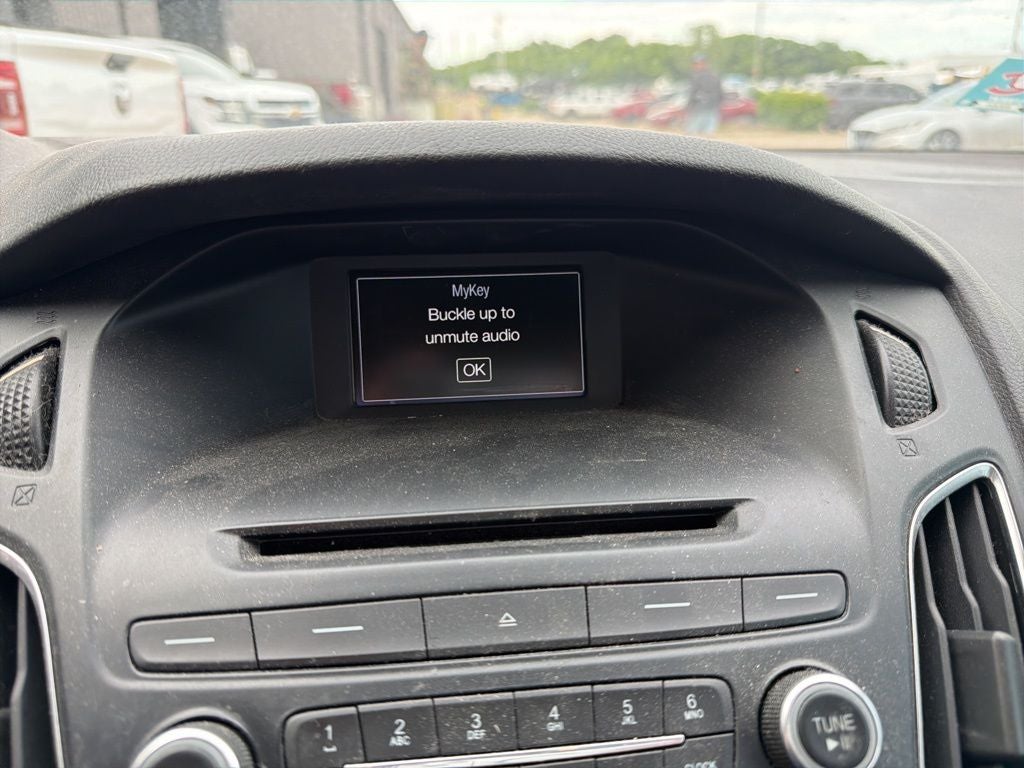 MyKey
Buckle up to
unmute audio
OK
1 2 3 4 5 6
ABC DEF GHI JKL MNO
TUNE
CLOCK